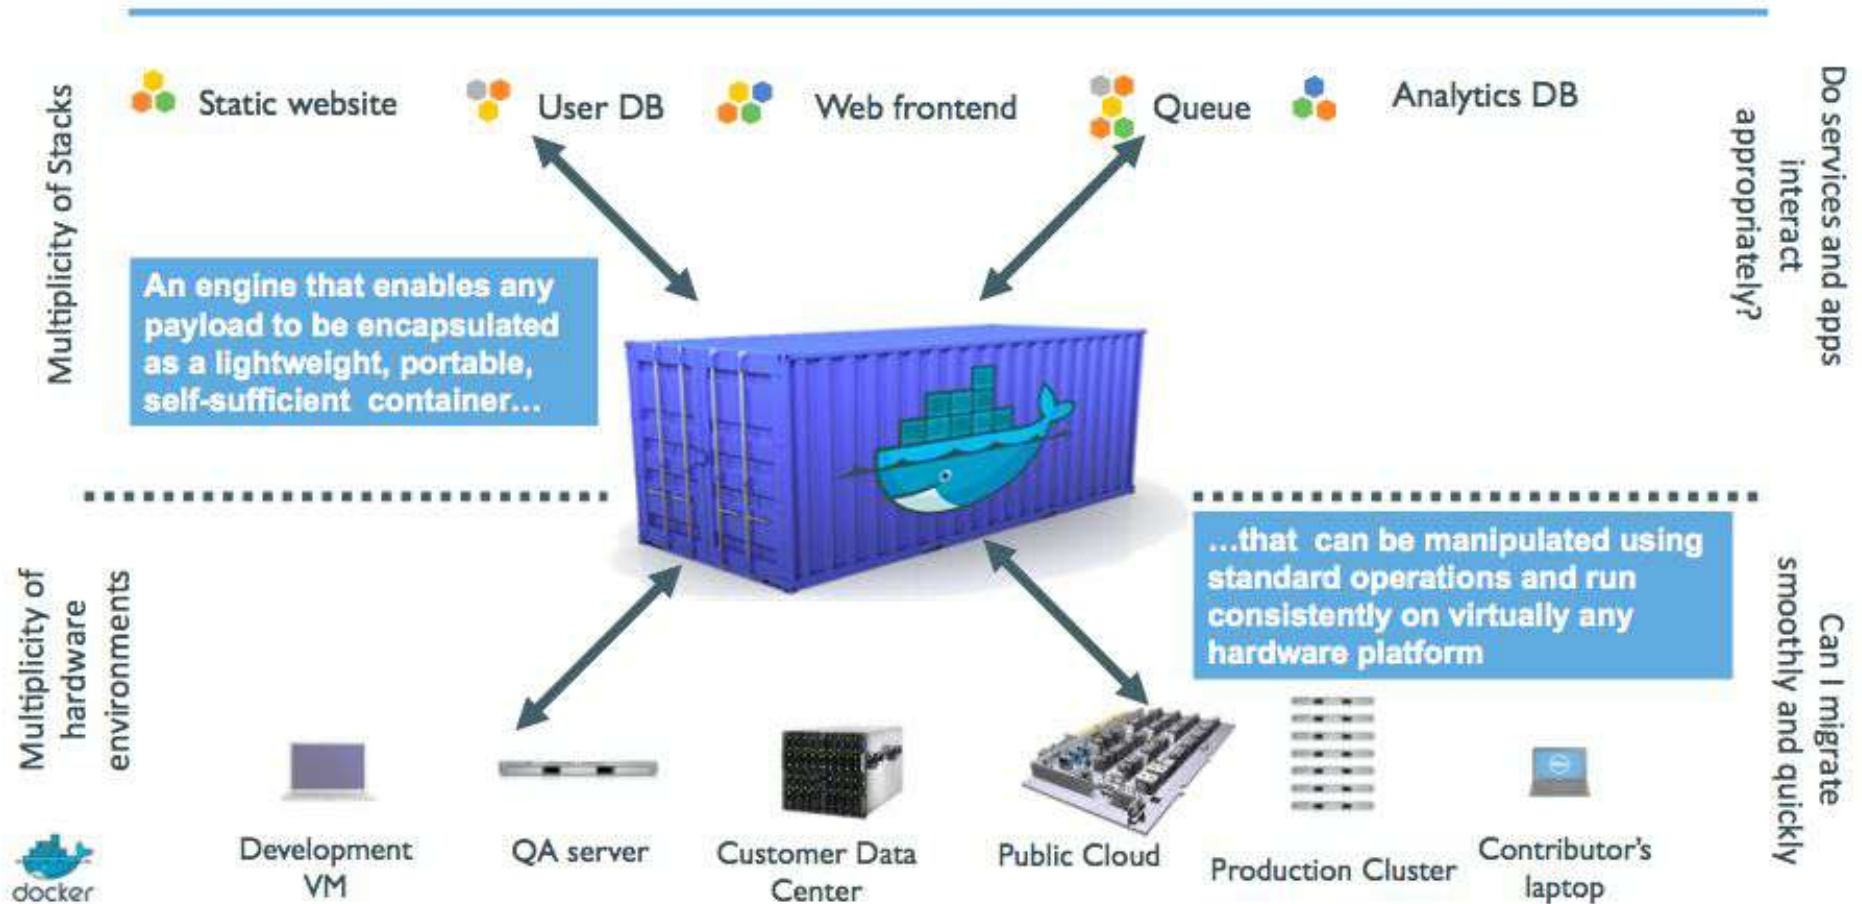 Multiplicity of Stacks
Static website
User DB
Web frontend
Queue
Analytics DB
Do services and apps
interact
appropriately?
An engine that enables any
payload to be encapsulated
as a lightweight, portable,
self-sufficient container...
...that can be manipulated using
standard operations and run
consistently on virtually any
hardware platform
Multiplicity of
hardware
environments
Can I migrate
smoothly and quickly
Development
VM
QA server
Customer Data
Center
Public Cloud
Production Cluster
Contributor's
laptop
docker